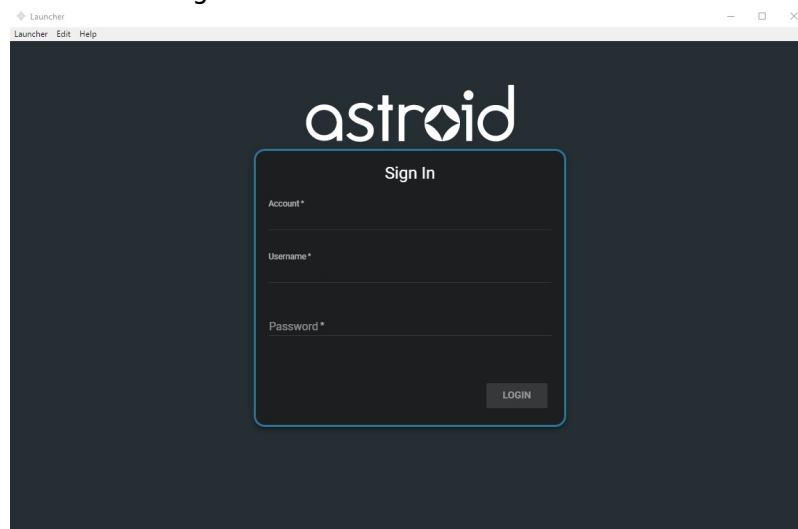 Launcher
Launcher Edit Help
astroid
Sign In
Account *
Username *
Password *
LOGIN